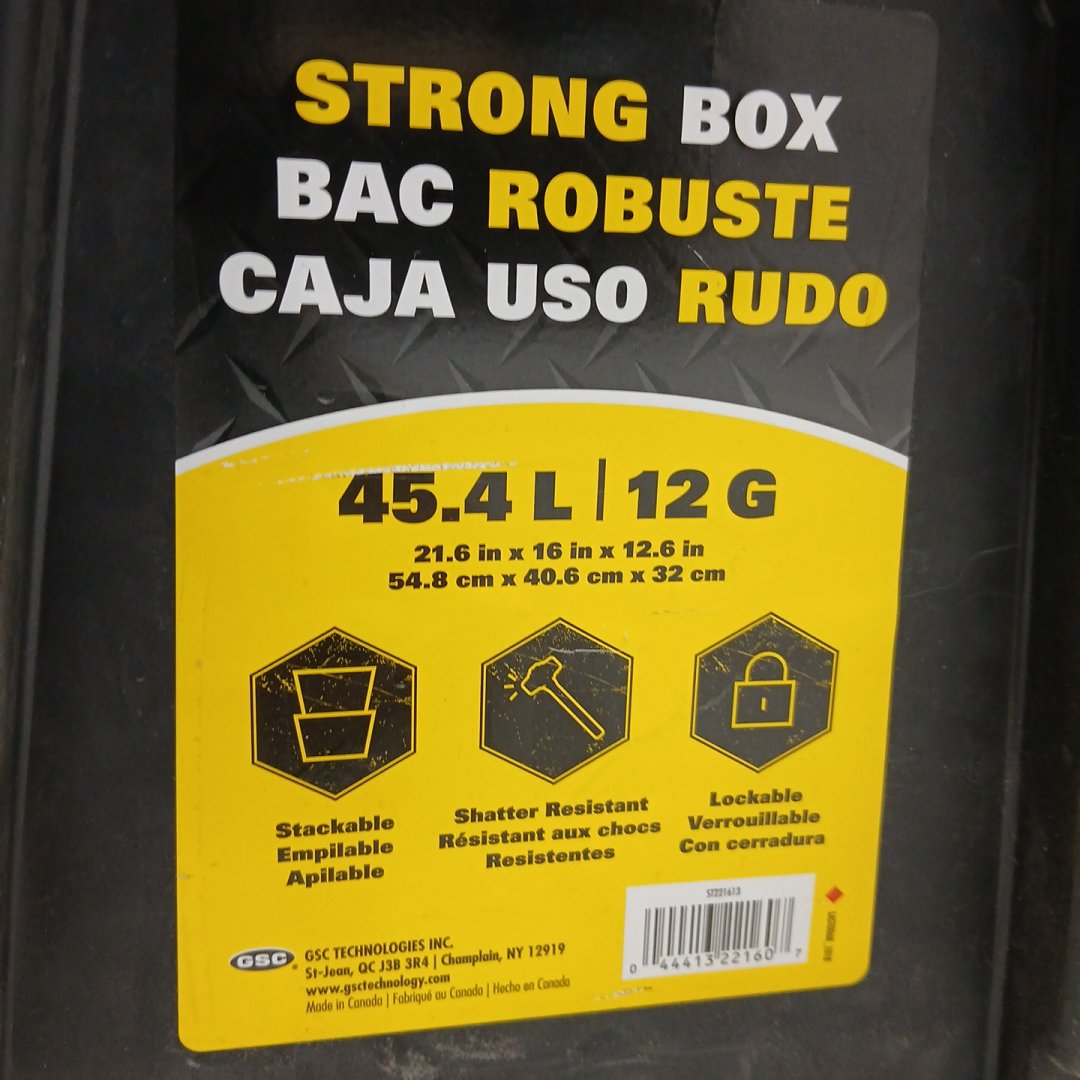 STRONG BOX
BAC ROBUSTE
CAJA USO RUDO
45.4 L | 12 G
21.6 in x 16 in x 12.6 in
54.8 cm x 40.6 cm x 32 cm
Stackable
Empilable
Apilable
Shatter Resistant
Résistant aux chocs
Resistentes
Lockable
Verrouillable
Con cerradura
ST221613
0 44413 22160 7
GSC
GSC TECHNOLOGIES INC.
St-Jean, QC J3B 3R4 | Champlain, NY 12919
www.gsctechnology.com
Made in Canada | Fabriqué au Canada | Hecho en Canada